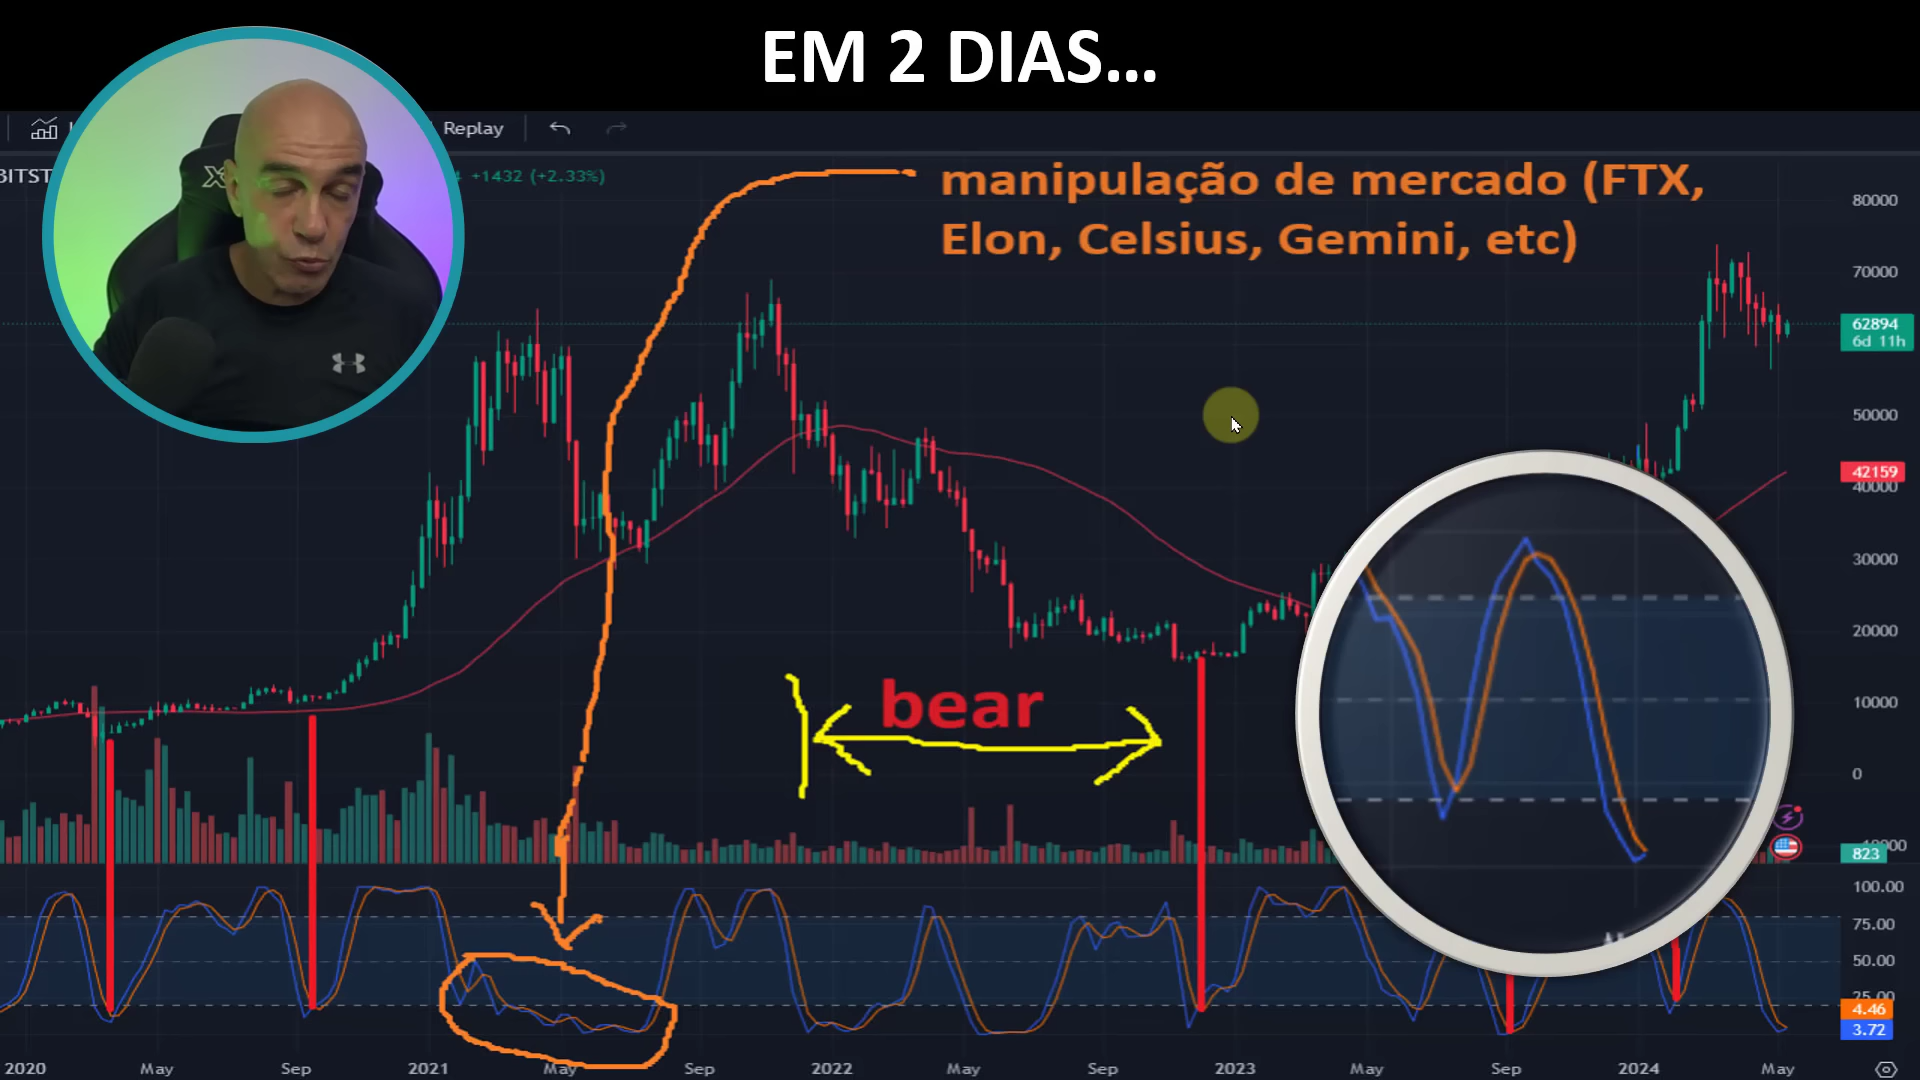 EM 2 DIAS...
Replay
BITST
+1432 (+2.33%)
manipulação de mercado (FTX,
Elon, Celsius, Gemini, etc)
80000
70000
62894
6d 11h
50000
42159
40000
30000
20000
bear
10000
0
823
100.00
75.00
50.00
25.00
4.46
3.72
2020 May Sep 2021 May Sep 2022 May Sep 2023 May Sep 2024 May